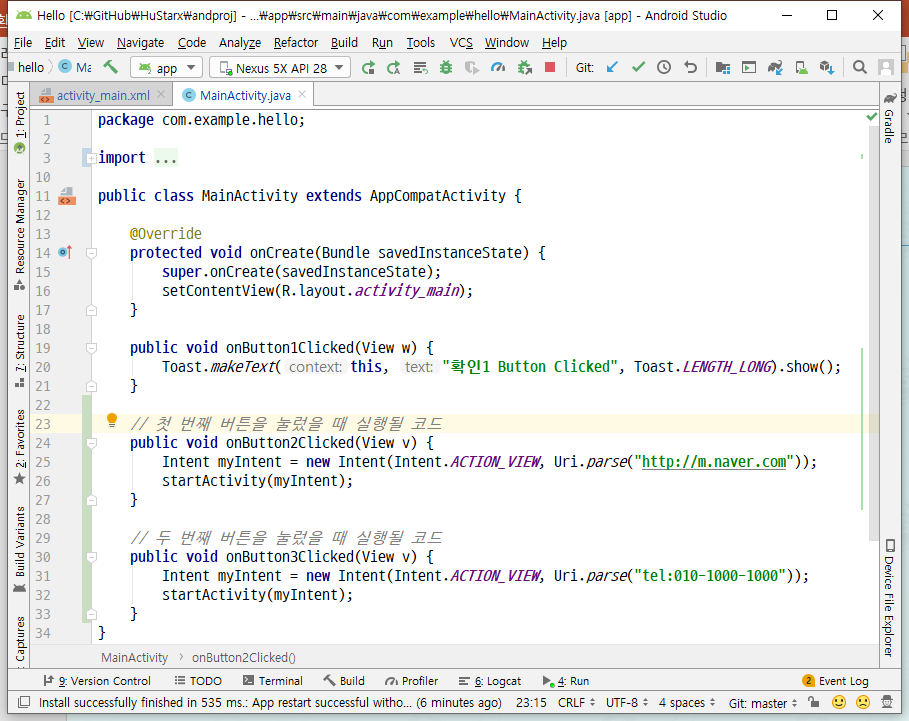 Hello [C:₩GitHub₩HuStarx₩andproj] - ...₩app₩src₩main₩java₩com₩example₩hello₩MainActivity.java [app] - Android Studio
File Edit View Navigate Code Analyze Refactor Build Run Tools VCS Window Help
hello Ma app Nexus 5X API 28 Git:
activity_main.xml MainActivity.java
1: Project
Resource Manager
7: Structure
2: Favorites
Build Variants
Captures
1 package com.example.hello;
2
3 import ...
10
11 public class MainActivity extends AppCompatActivity {
12
13 @Override
14 protected void onCreate(Bundle savedInstanceState) {
15 super.onCreate(savedInstanceState);
16 setContentView(R.layout.activity_main);
17 }
18
19 public void onButton1Clicked(View w) {
20 Toast.makeText( context: this, text: "확인1 Button Clicked", Toast.LENGTH_LONG).show();
21 }
22
23 // 첫 번째 버튼을 눌렀을 때 실행될 코드
24 public void onButton2Clicked(View v) {
25 Intent myIntent = new Intent(Intent.ACTION_VIEW, Uri.parse("http://m.naver.com"));
26 startActivity(myIntent);
27 }
28
29 // 두 번째 버튼을 눌렀을 때 실행될 코드
30 public void onButton3Clicked(View v) {
31 Intent myIntent = new Intent(Intent.ACTION_VIEW, Uri.parse("tel:010-1000-1000"));
32 startActivity(myIntent);
33 }
34 }
Gradle
Device File Explorer
MainActivity › onButton2Clicked()
9: Version Control TODO Terminal Build Profiler 6: Logcat 4: Run 2 Event Log
Install successfully finished in 535 ms.: App restart successful witho... (6 minutes ago) 23:15 CRLF UTF-8 4 spaces Git: master